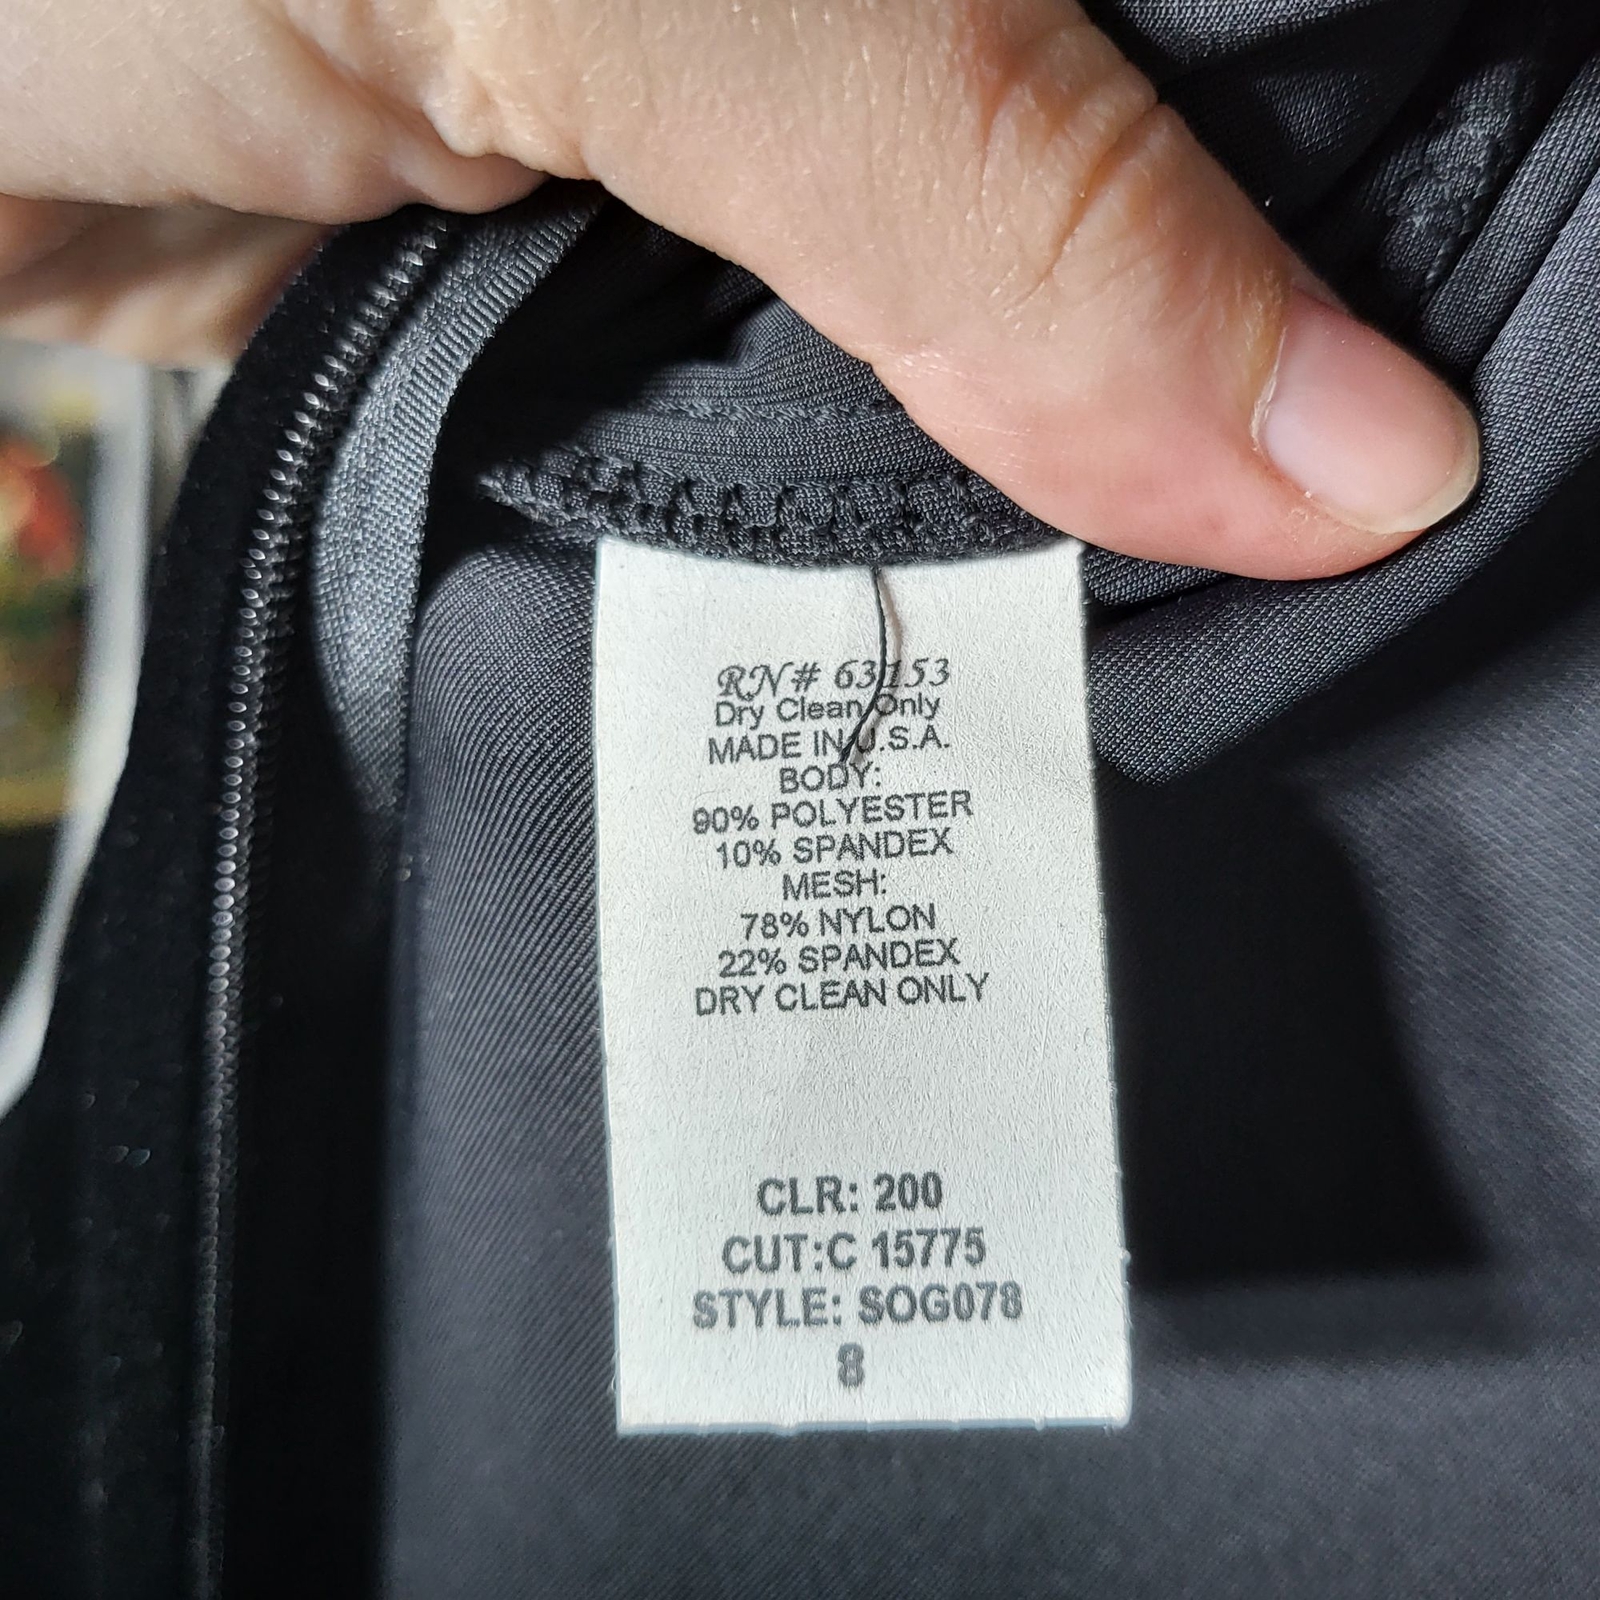 RN# 63153
Dry Clean Only
MADE IN U.S.A.
BODY:
90% POLYESTER
10% SPANDEX
MESH:
78% NYLON
22% SPANDEX
DRY CLEAN ONLY
CLR: 200
CUT:C 15775
STYLE: SOG078
8